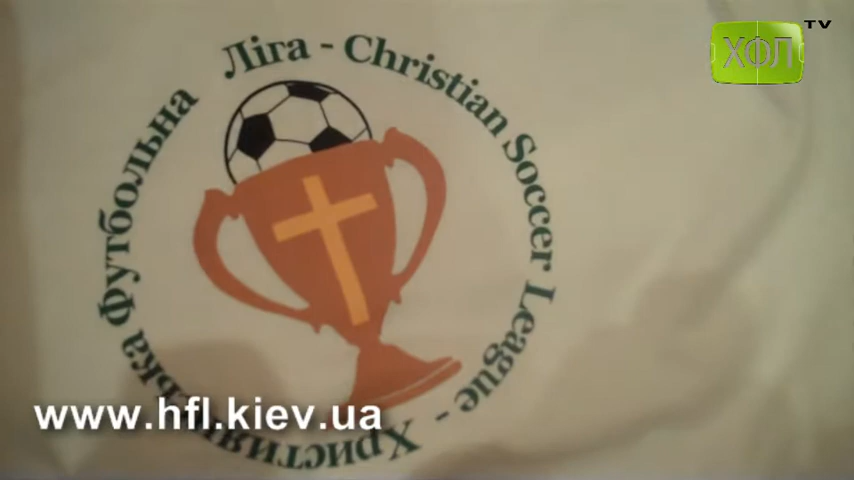 ХФЛ TV
Християнська Футбольна Ліга - Christian Soccer League -
www.hfl.kiev.ua